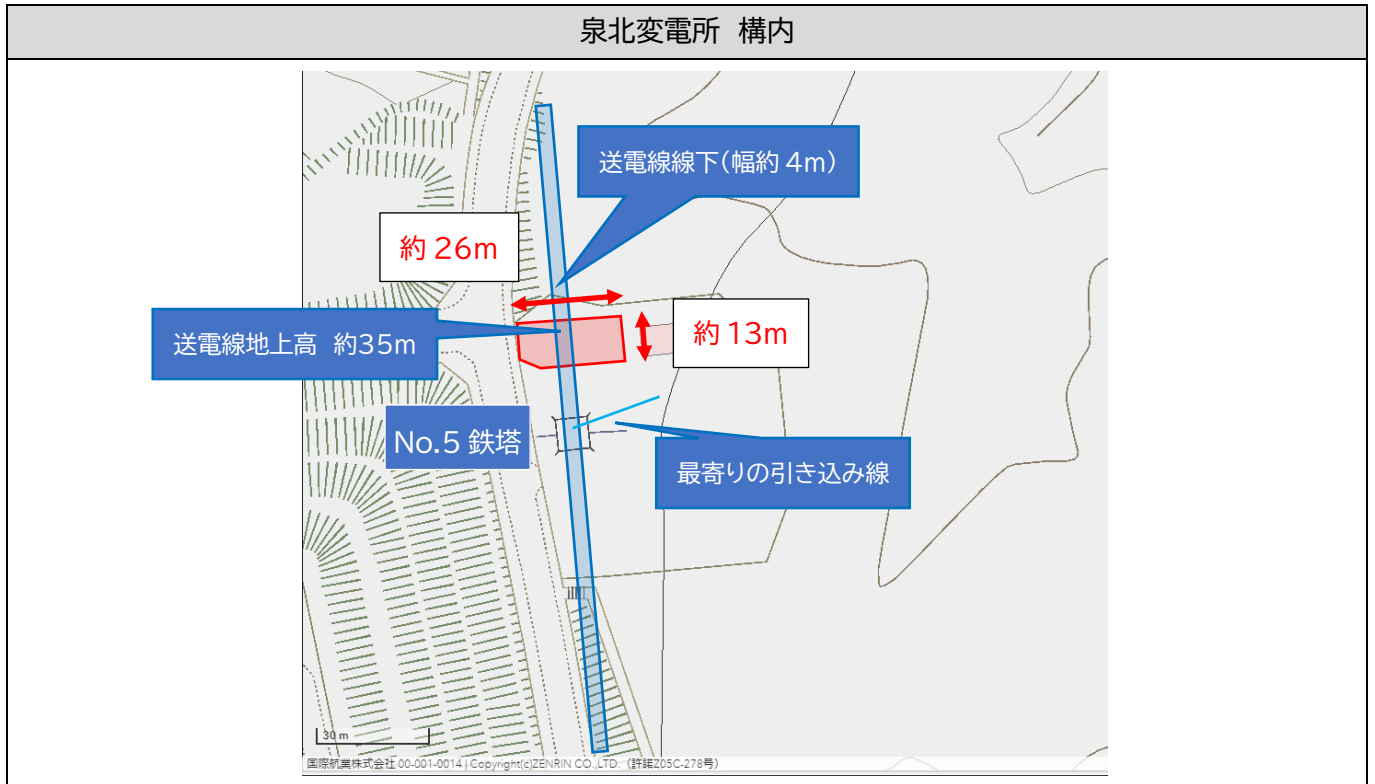 泉北変電所 構内
送電線線下(幅約 4m)
約 26m
送電線地上高 約35m
約 13m
No.5 鉄塔
最寄りの引き込み線
30 m
国際航業株式会社 00-001-0014 | Copyright(c)ZENRIN CO.,LTD.（許諾Z05C-278号）